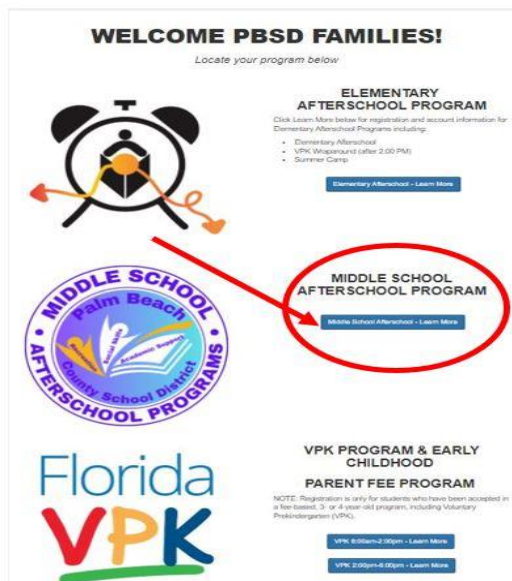 WELCOME PBSD FAMILIES!
Locate your program below
ELEMENTARY
AFTERSCHOOL PROGRAM
Click Learn More below for registration and account information for
Elementary Afterschool Programs including:
• Elementary Afterschool
• VPK Wraparound (after 2:00 PM)
• Summer Camp
Elementary Afterschool - Learn More
MIDDLE SCHOOL
Palm Beach
Recreation
Social Skills
Academic Support
County School District
AFTERSCHOOL PROGRAMS
MIDDLE SCHOOL
AFTERSCHOOL PROGRAM
Middle School Afterschool - Learn More
Florida
VPK
VPK PROGRAM & EARLY
CHILDHOOD
PARENT FEE PROGRAM
NOTE: Registration is only for students who have been accepted in
a fee-based, 3- or 4-year-old program, including Voluntary
Prekindergarten (VPK).
VPK 8:00am-2:00pm - Learn More
VPK 2:00pm-6:00pm - Learn More